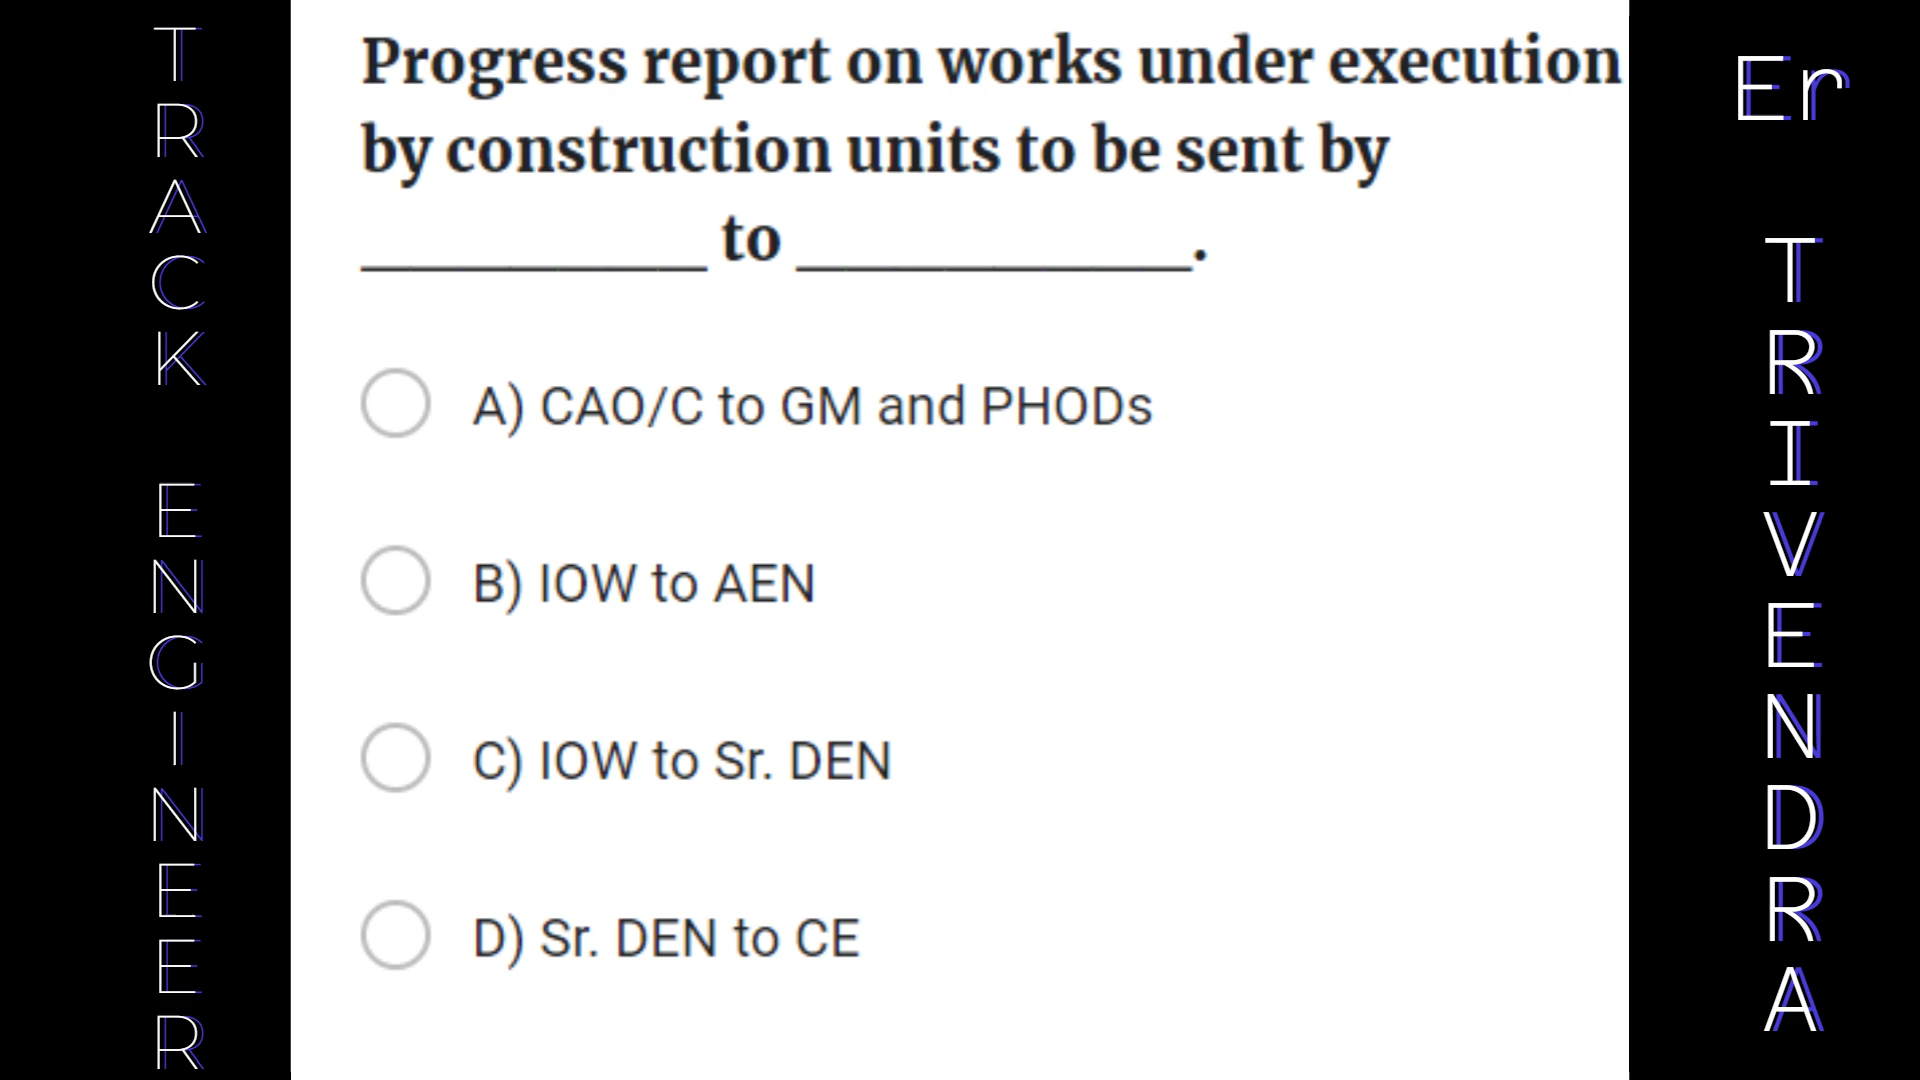 TRACK ENGINEER
Progress report on works under execution
by construction units to be sent by
__________ to ____________.
A) CAO/C to GM and PHODs
B) IOW to AEN
C) IOW to Sr. DEN
D) Sr. DEN to CE
Er TRIVENDRA